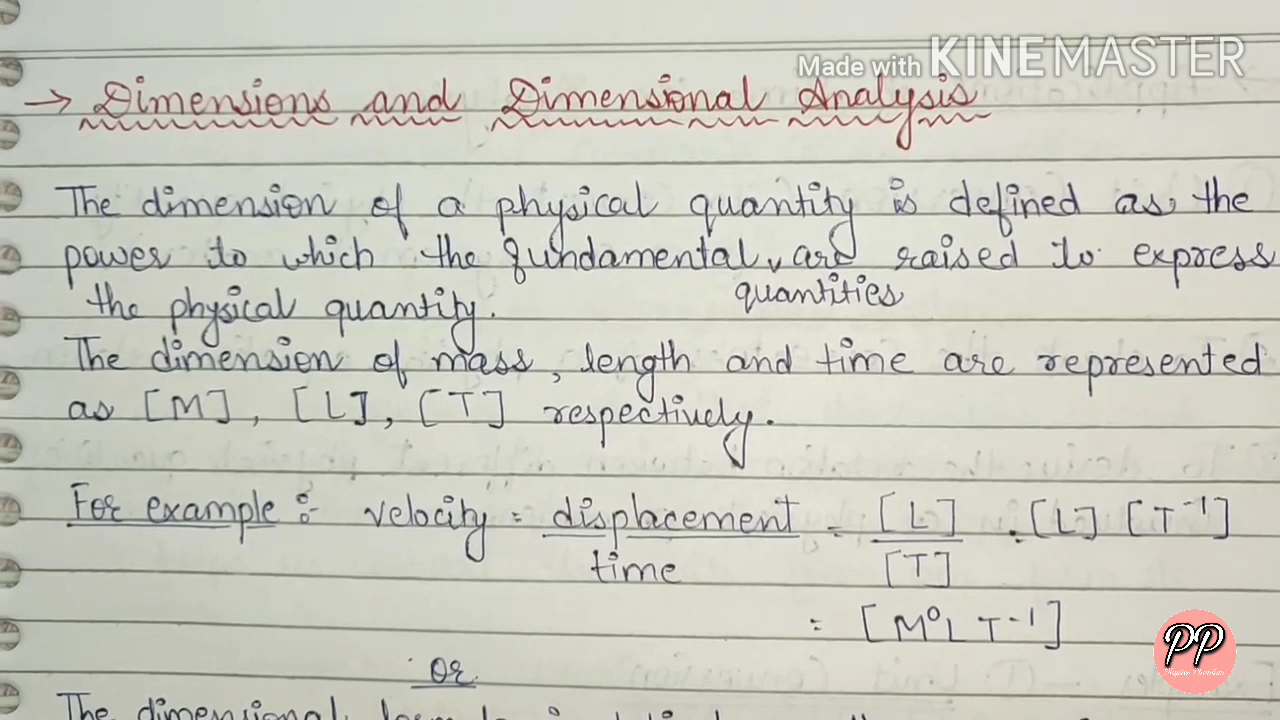 Made with KINEMASTER
→ Dimensions and Dimensional Analysis
The dimension of a physical quantity is defined as the
power to which the fundamental, are raised to express
quantities
the physical quantity.
The dimension of mass, length and time are represented
as [M], [L], [T] respectively.
For example :- velocity = displacement / time = [L] / [T] = [L] [T⁻¹]
= [M⁰L T⁻¹]
PP
Or
The dimensional